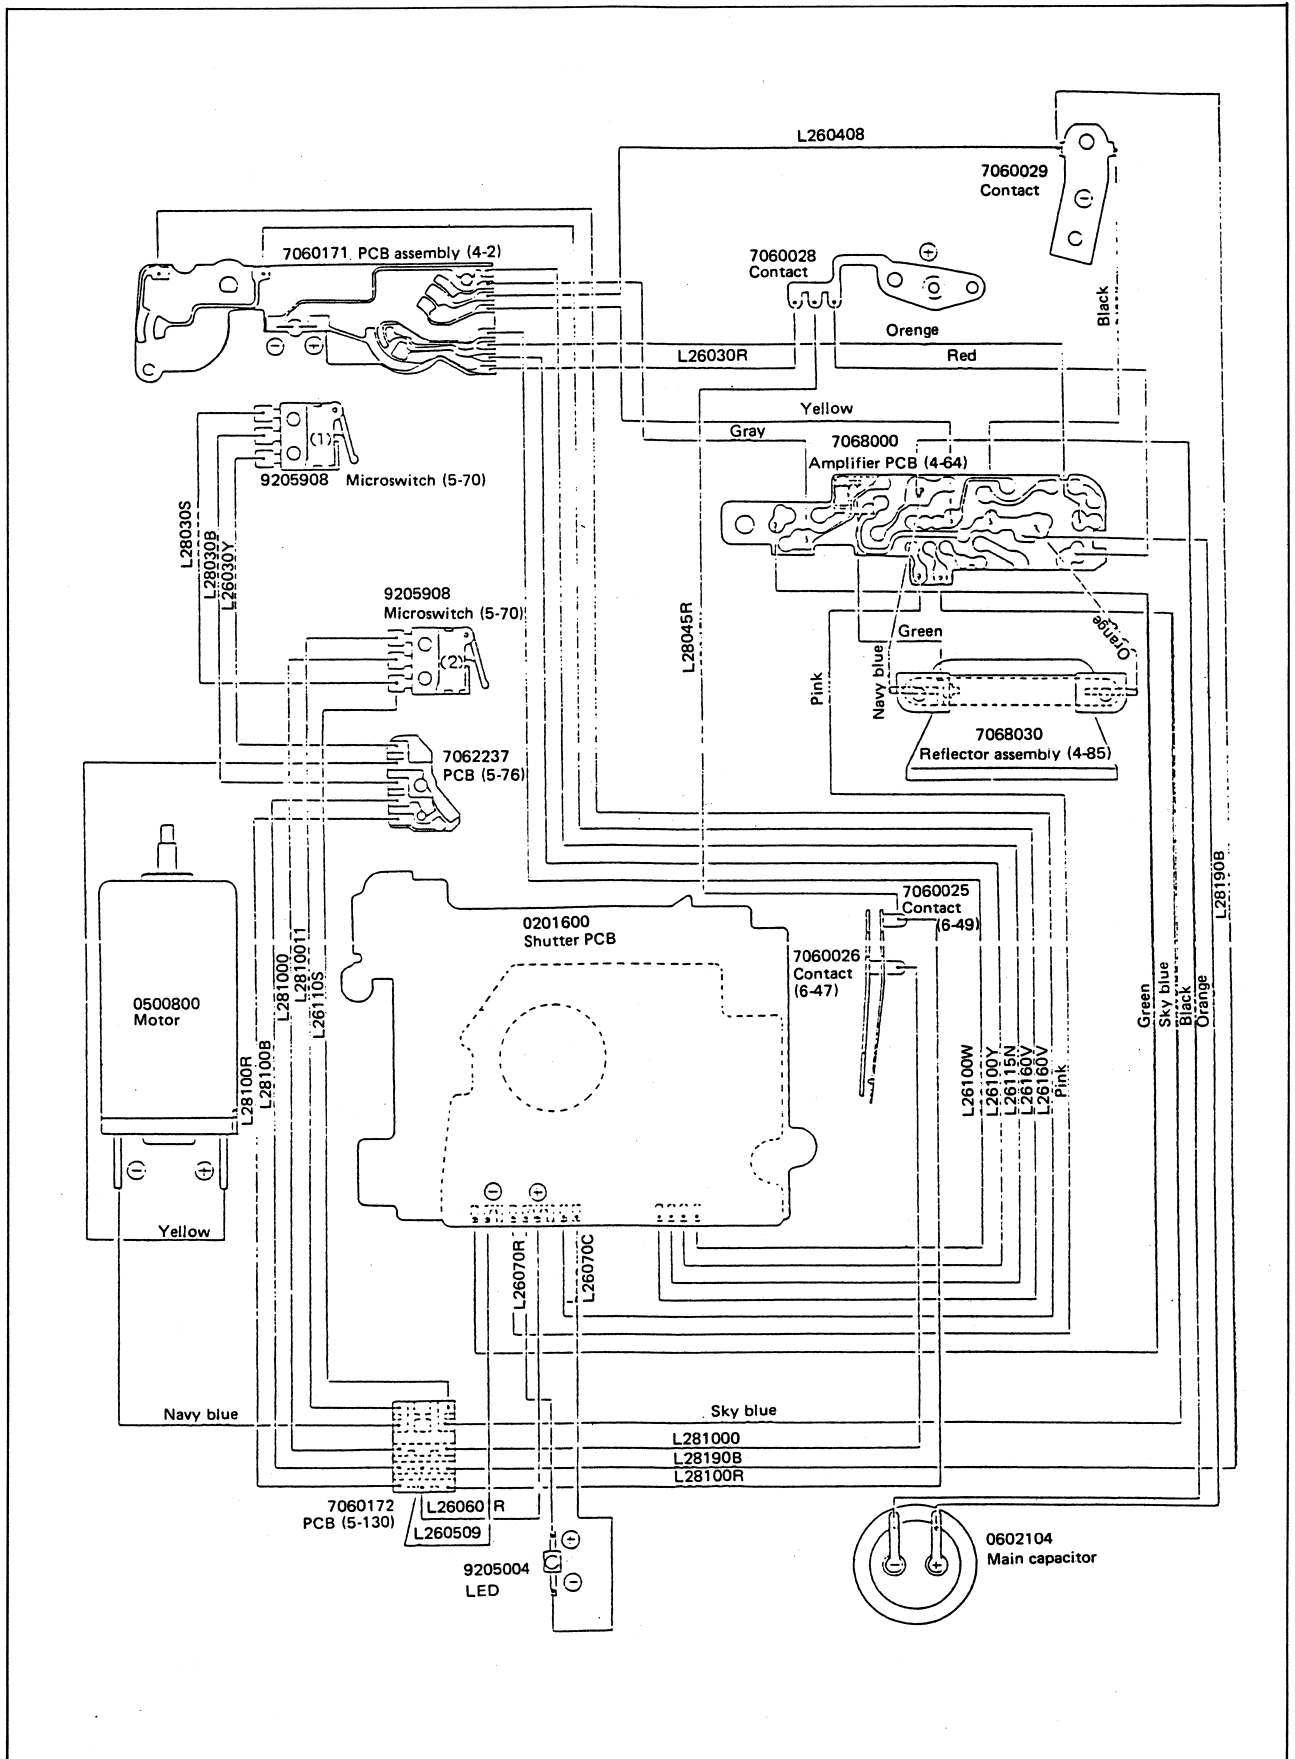 L260408
7060029
Contact
7060171 PCB assembly (4-2)
7060028
Contact
Black
Orenge
L26030R
Red
Yellow
Gray
7068000
Amplifier PCB (4-64)
(1)
9205908
Microswitch (5-70)
L28030S
L28030B
L26030Y
9205908
Microswitch (5-70)
(2)
L28045R
Green
Orange
Pink
Navy blue
7068030
Reflector assembly (4-85)
7062237
PCB (5-76)
L28190B
0201600
Shutter PCB
7060025
Contact
(6-49)
7060026
Contact
(6-47)
0500800
Motor
L28100R
L28100B
L281000
L2810011
L26110S
L26100W
L26100Y
L26115N
L26160V
L26160V
Pink
Green
Sky blue
Black
Orange
Yellow
L26070R
L26070C
Navy blue
Sky blue
L281000
L28190B
L28100R
7060172
PCB (5-130)
L26060 R
L260509
9205004
LED
0602104
Main capacitor